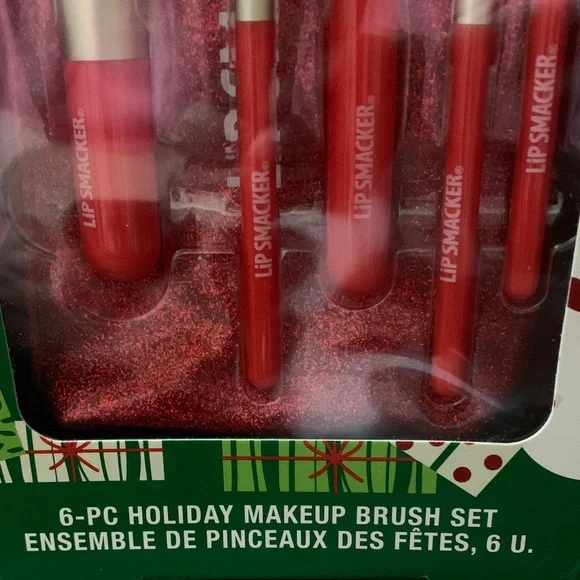 LiP SMACKER®
LiP SMACKER®
LiP SMACKER®
LiP SMACKER®
LiP SMACKER®
6-PC HOLIDAY MAKEUP BRUSH SET
ENSEMBLE DE PINCEAUX DES FÊTES, 6 U.